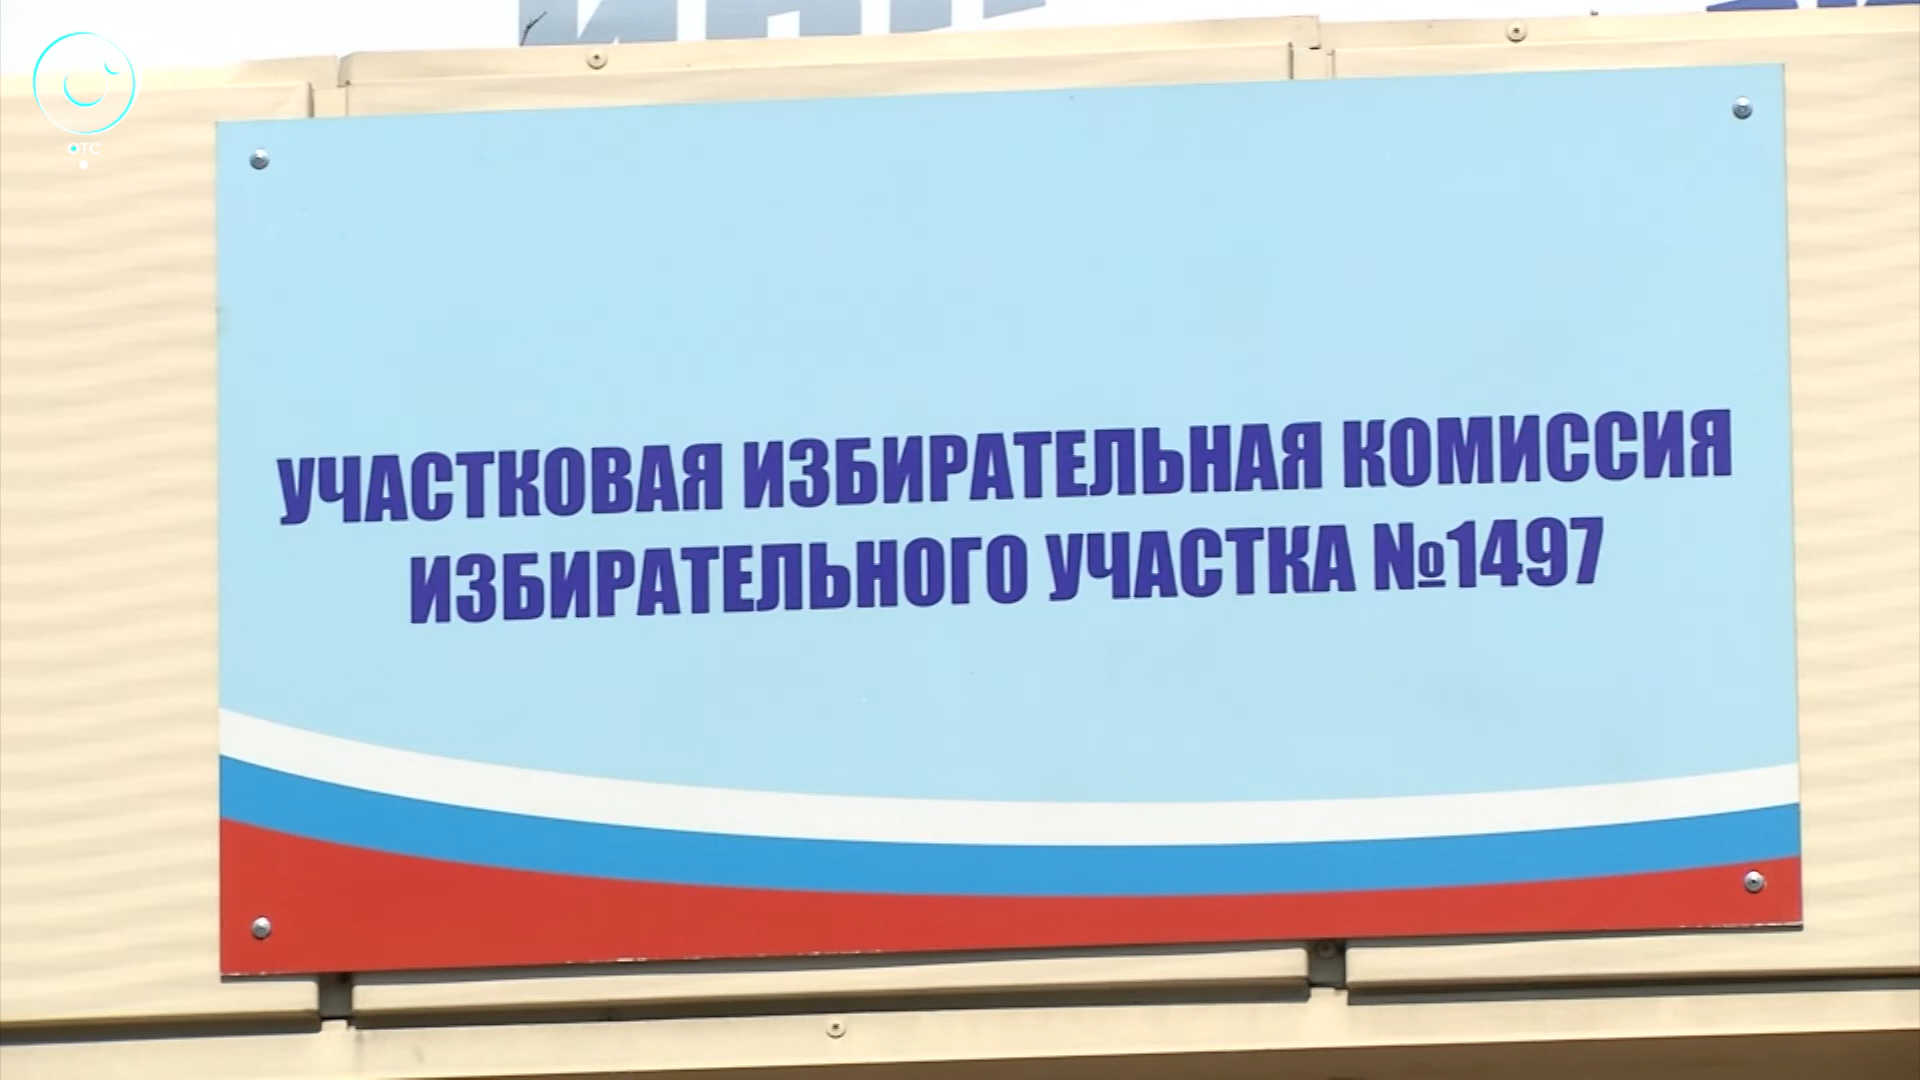 ОТС
УЧАСТКОВАЯ ИЗБИРАТЕЛЬНАЯ КОМИССИЯ
ИЗБИРАТЕЛЬНОГО УЧАСТКА №1497